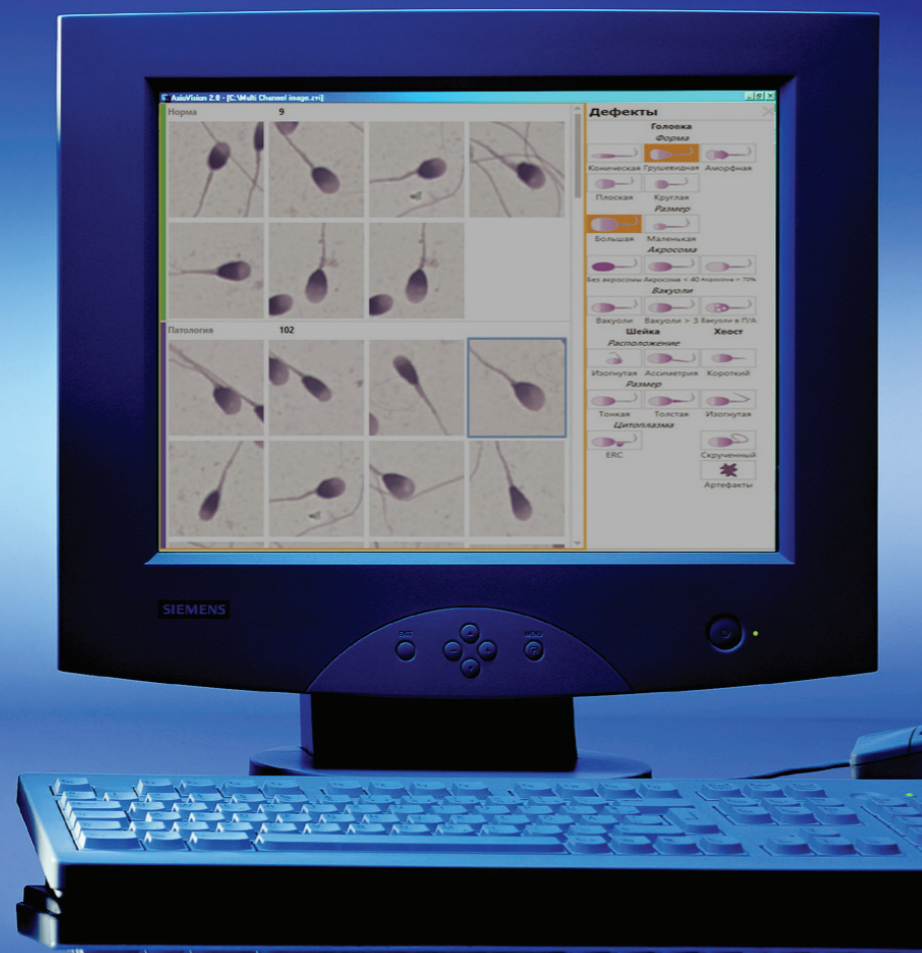 AxioVision 2.0 - [C:\Multi Channel image.zvi]
Норма 9
Патология 102
Дефекты
Головка
Форма
Коническая Грушевидная Аморфная
Плоская Круглая
Размер
Большая Маленькая
Акросома
Без акросомы Акросома < 40 Акросома > 70%
Вакуоли
Вакуоли Вакуоли > 3 Вакуоли в П/А
Шейка Хвост
Расположение
Изогнутая Ассиметрия Короткий
Размер
Тонкая Толстая Изогнутая
Цитоплазма
ERC Скрученный
Артефакты
SIEMENS
EXIT MENU